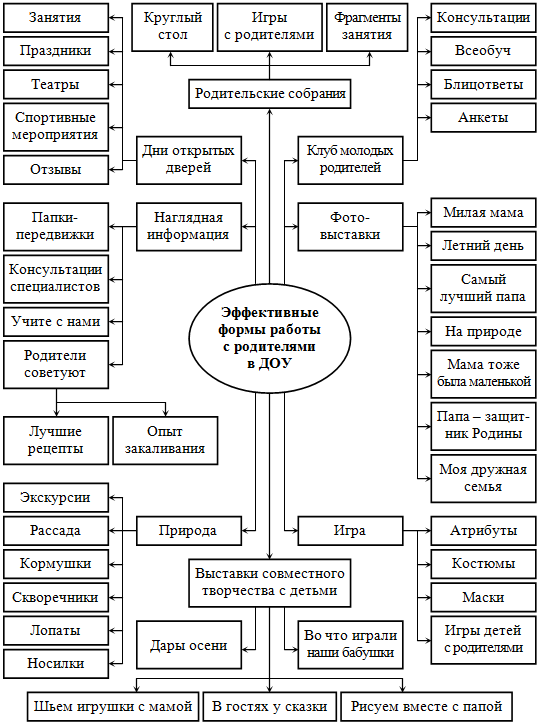 Занятия
Праздники
Театры
Спортивные
мероприятия
Отзывы
Круглый
стол
Игры
с родителями
Фрагменты
занятия
Родительские собрания
Консультации
Всеобуч
Блицответы
Анкеты
Дни открытых
дверей
Клуб молодых
родителей
Папки-
передвижки
Консультации
специалистов
Учите с нами
Родители
советуют
Лучшие
рецепты
Опыт
закаливания
Наглядная
информация
Фото-
выставки
Милая мама
Летний день
Самый
лучший папа
На природе
Мама тоже
была маленькой
Папа – защит-
ник Родины
Моя дружная
семья
Эффективные
формы работы
с родителями
в ДОУ
Экскурсии
Рассада
Кормушки
Скворечники
Лопаты
Носилки
Природа
Игра
Атрибуты
Костюмы
Маски
Игры детей
с родителями
Выставки совместного
творчества с детьми
Дары осени
Во что играли
наши бабушки
Шьем игрушки с мамой
В гостях у сказки
Рисуем вместе с папой